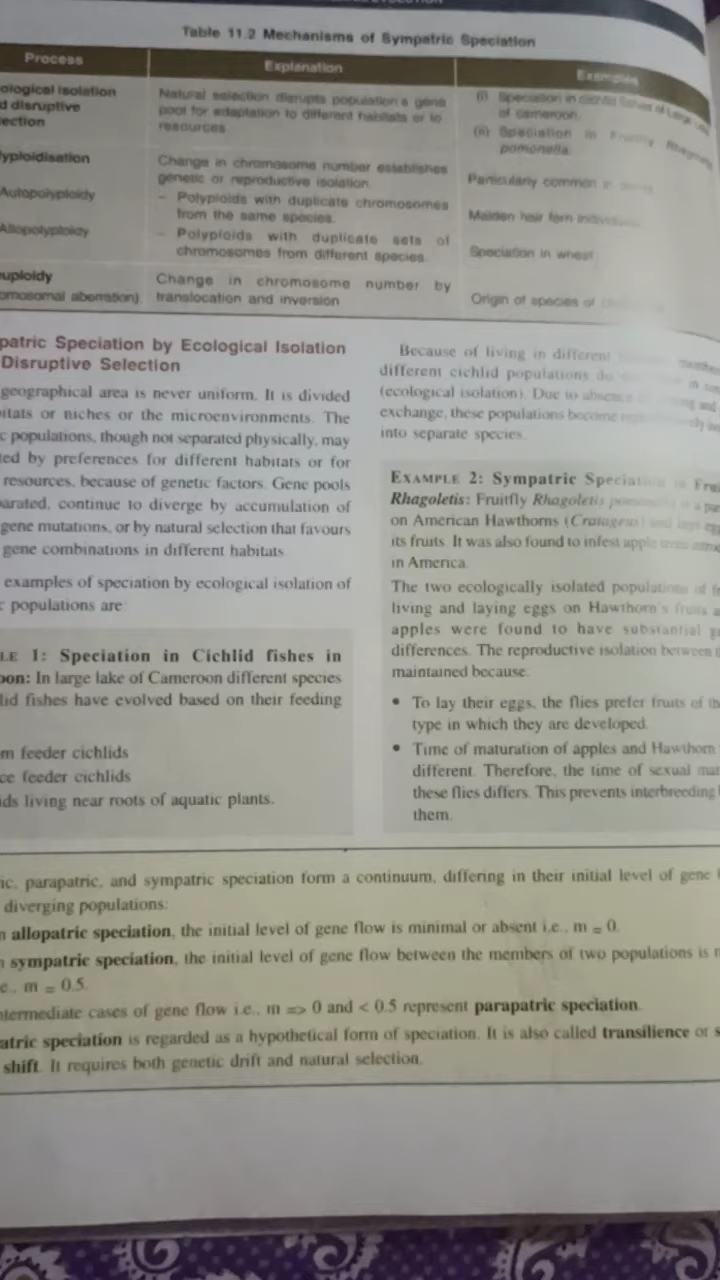 EVOLUTION
Table 11.2 Mechanisms of Sympatric Speciation
Process
Explanation
Examples
ological isolation
d disruptive
ection
Natural selection disrupts population's gene
pool for adaptation to different habitats or to
resources.
(i) Speciation in cichlid fishes of Large
of cameroon.
(ii) Speciation in Fruitfly Rhagoletis
pomonella.
yploidisation
Change in chromosome number establishes
genetic or reproductive isolation.
Particularly common in
Autopolyploidy
– Polyploids with duplicate chromosomes
from the same species.
Maiden hair fern
Allopolyploidy
– Polyploids with duplicate sets of
chromosomes from different species.
Speciation in wheat
euploidy
omosomal aberration)
Change in chromosome number by
translocation and inversion
Origin of species of
patric Speciation by Ecological Isolation
Disruptive Selection
geographical area is never uniform. It is divided
itats or niches or the microenvironments. The
c populations, though not separated physically, may
ted by preferences for different habitats or for
resources, because of genetic factors. Gene pools
arated, continue to diverge by accumulation of
gene mutations, or by natural selection that favours
gene combinations in different habitats
examples of speciation by ecological isolation of
c populations are
LE 1: Speciation in Cichlid fishes in
oon: In large lake of Cameroon different species
lid fishes have evolved based on their feeding
m feeder cichlids
ce feeder cichlids
ids living near roots of aquatic plants.
Because of living in different
different cichlid populations do
(ecological isolation). Due to absence and
exchange, these populations become
into separate species.
EXAMPLE 2: Sympatric Speciation in Frui
Rhagoletis: Fruitfly Rhagoletis is a par
on American Hawthorns (Crataegus) and lays egg
its fruits. It was also found to infest apple
in America.
The two ecologically isolated populations of f
living and laying eggs on Hawthorn's fruits a
apples were found to have substantial g
differences. The reproductive isolation between
maintained because.
• To lay their eggs, the flies prefer fruits of th
type in which they are developed.
• Time of maturation of apples and Hawthorn
different. Therefore, the time of sexual mat
these flies differs. This prevents interbreeding
them.
ic, parapatric, and sympatric speciation form a continuum, differing in their initial level of gene
diverging populations:
n allopatric speciation, the initial level of gene flow is minimal or absent i.e., m = 0.
n sympatric speciation, the initial level of gene flow between the members of two populations is m
e., m = 0.5.
ntermediate cases of gene flow i.e., m => 0 and < 0.5 represent parapatric speciation.
atric speciation is regarded as a hypothetical form of speciation. It is also called transilience or s
shift. It requires both genetic drift and natural selection.